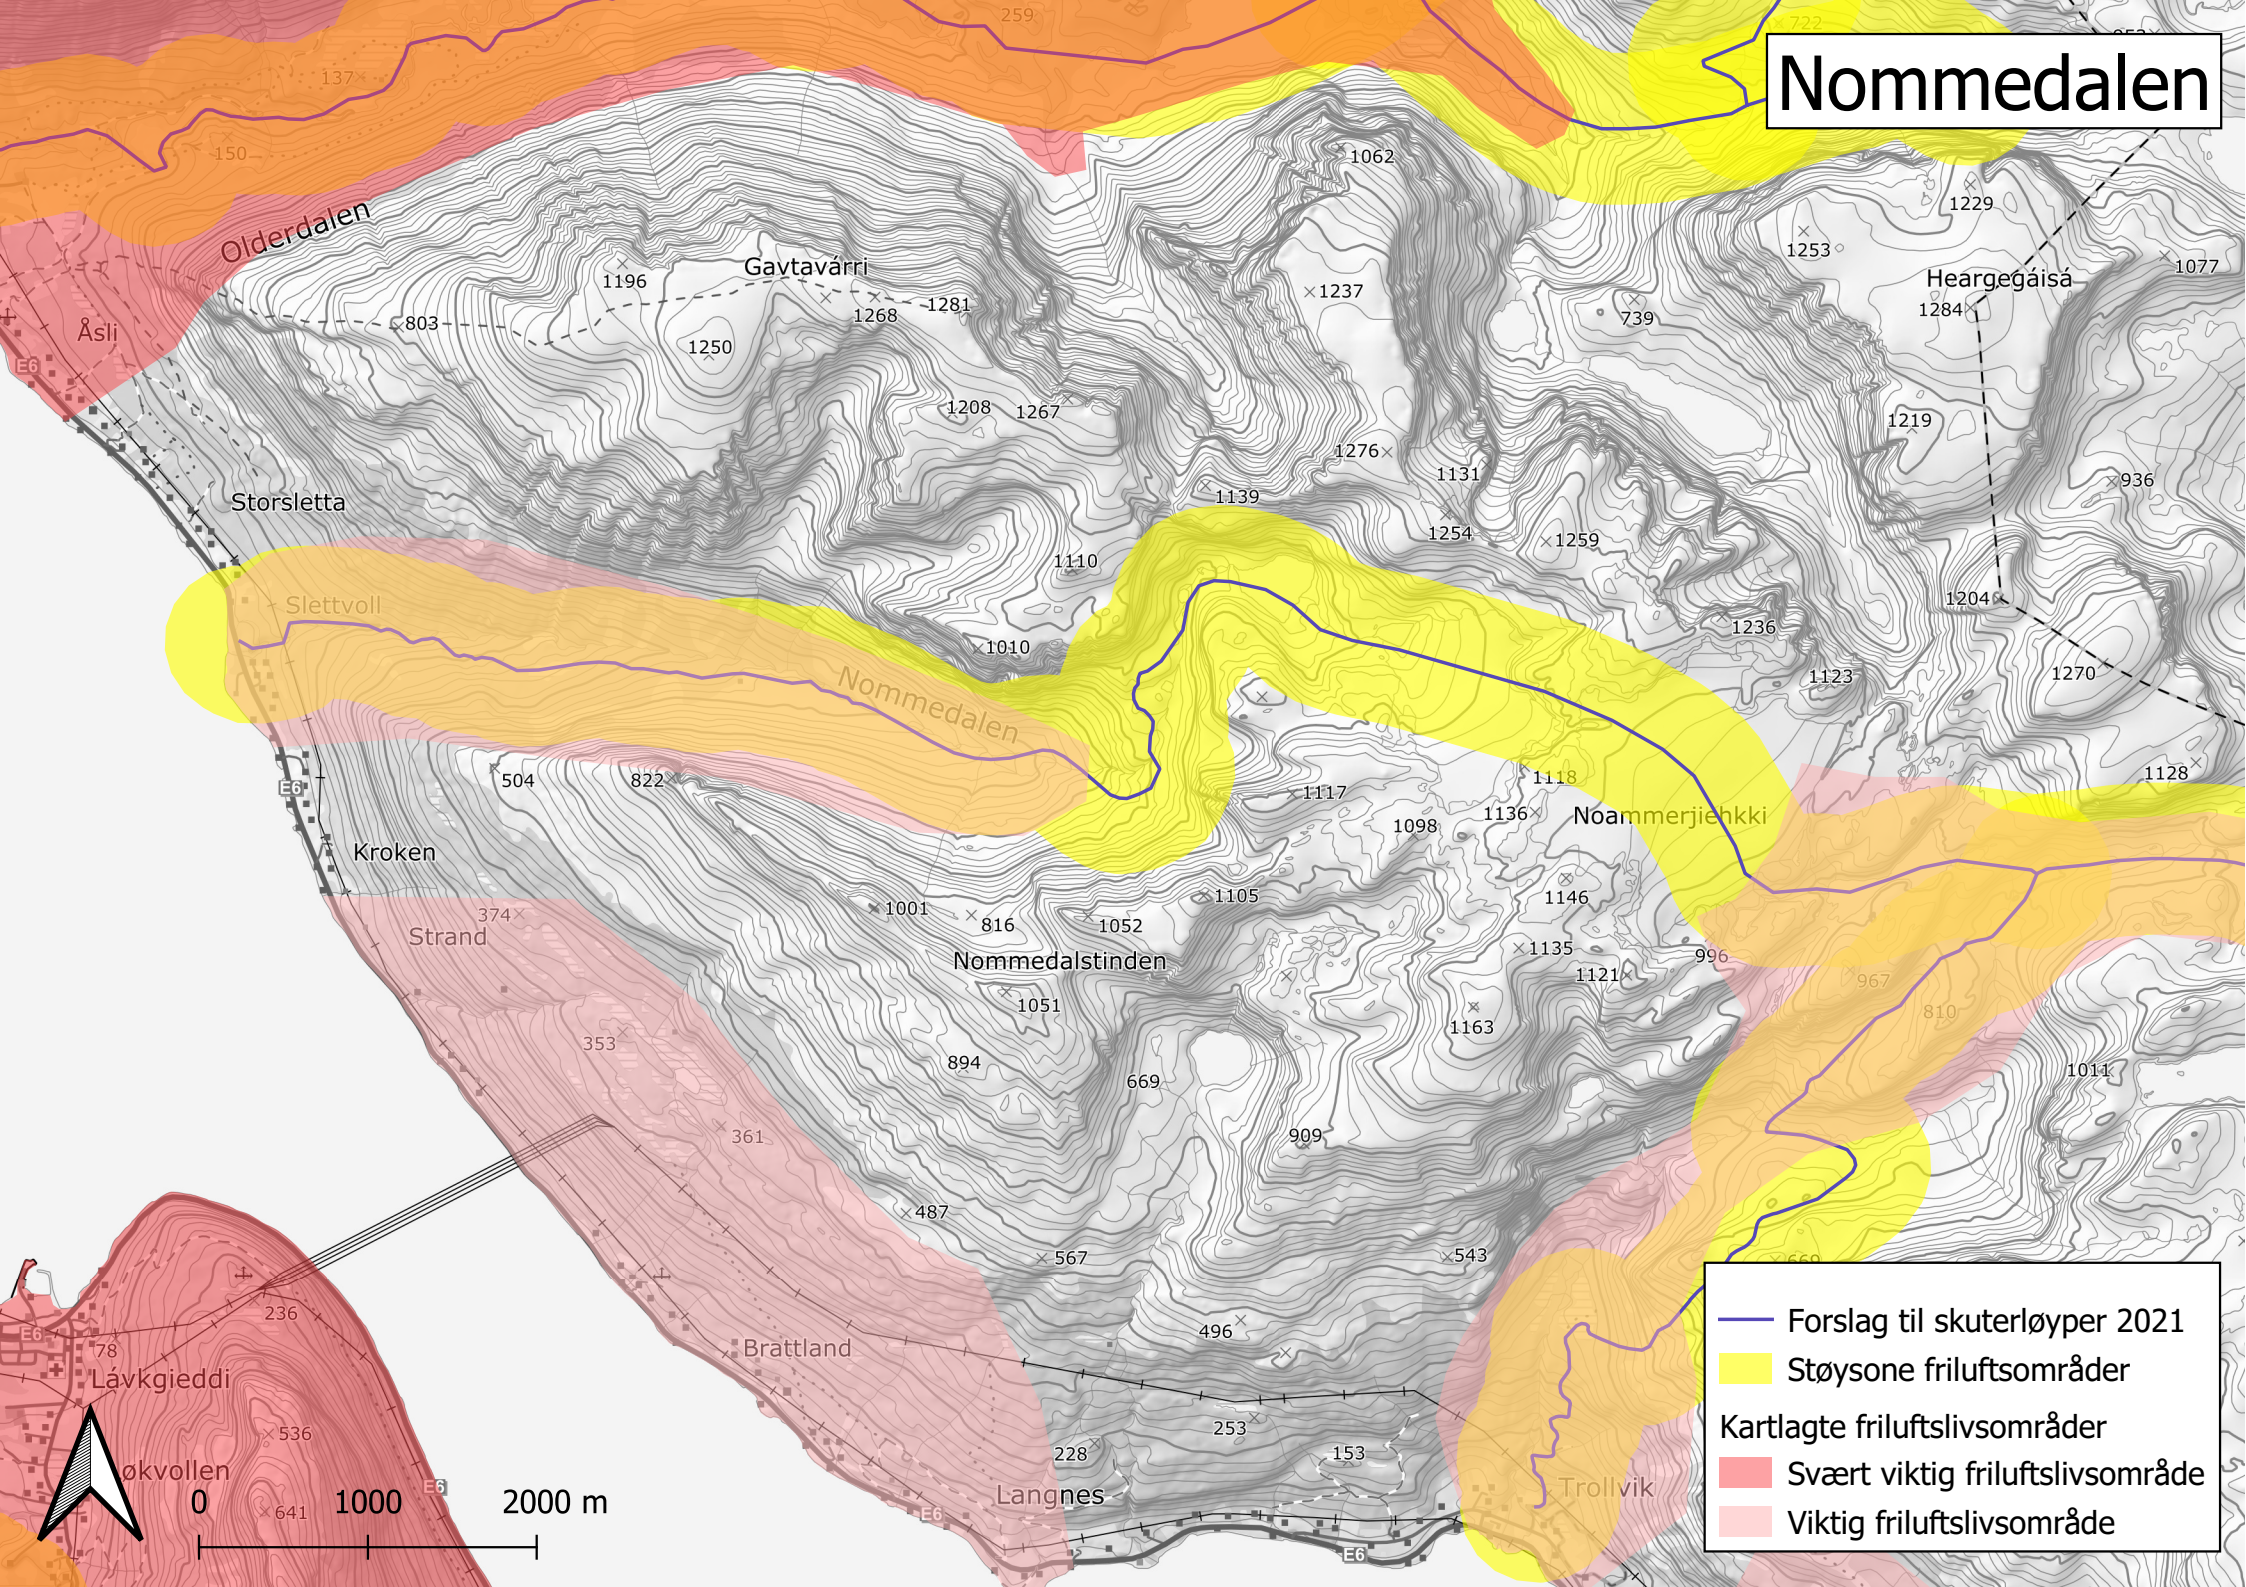 259
722
Nommedalen
137
150
1062
1229
Olderdalen
1253
Gavtavárri
1077
1196
Heargegáisá
1237
1281
1284
1268
739
803
Åsli
1250
E6
1208
1267
1219
1276
1131
936
1139
Storsletta
1254
1259
1110
1204
Slettvoll
1236
1010
1270
1123
Nommedalen
1128
504
822
1118
E6
1117
1136
Noammerjiehkki
1098
Kroken
1105
1146
1001
374
816
1052
Strand
1135
996
Nommedalstinden
1121
967
1051
810
1163
353
894
1011
669
361
909
487
567
543
669
236
Forslag til skuterløyper 2021
E6
496
78
Brattland
Støysone friluftsområder
Lávkgieddi
Kartlagte friluftslivsområder
536
253
228
153
økvollen
Svært viktig friluftslivsområde
E6
Trollvik
Langnes
0 1000 2000 m
641
E6
Viktig friluftslivsområde
E6